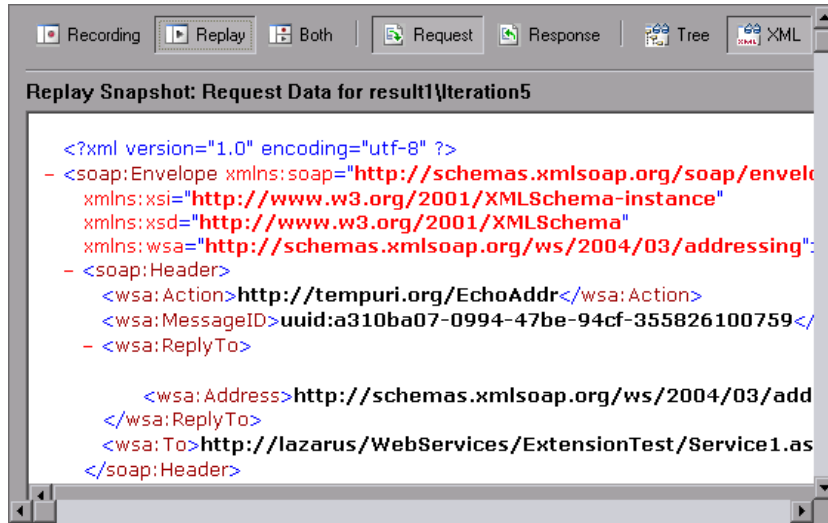 Recording Replay Both Request Response Tree XML
Replay Snapshot: Request Data for result1\Iteration5
<?xml version="1.0" encoding="utf-8" ?>
– <soap:Envelope xmlns:soap="http://schemas.xmlsoap.org/soap/envelo
xmlns:xsi="http://www.w3.org/2001/XMLSchema-instance"
xmlns:xsd="http://www.w3.org/2001/XMLSchema"
xmlns:wsa="http://schemas.xmlsoap.org/ws/2004/03/addressing">
– <soap:Header>
<wsa:Action>http://tempuri.org/EchoAddr</wsa:Action>
<wsa:MessageID>uuid:a310ba07-0994-47be-94cf-355826100759</
– <wsa:ReplyTo>
<wsa:Address>http://schemas.xmlsoap.org/ws/2004/03/add
</wsa:ReplyTo>
<wsa:To>http://lazarus/WebServices/ExtensionTest/Service1.as
</soap:Header>